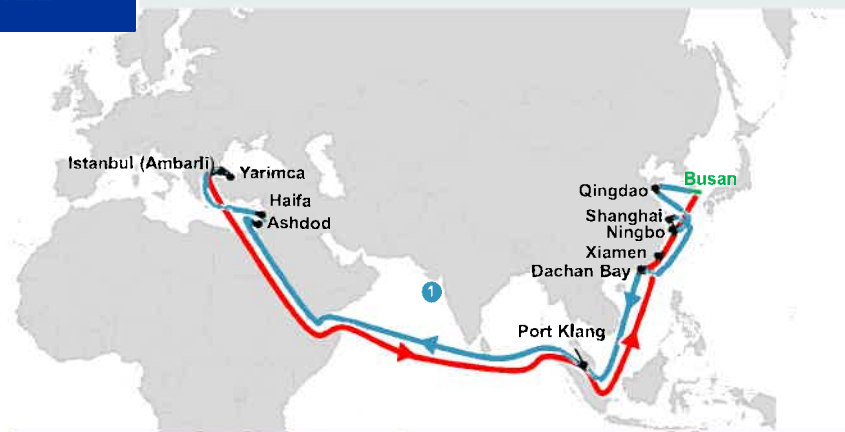 Istanbul (Ambarli)
Yarimca
Haifa
Ashdod
Qingdao
Busan
Shanghai
Ningbo
Xiamen
Dachan Bay
1
Port Klang